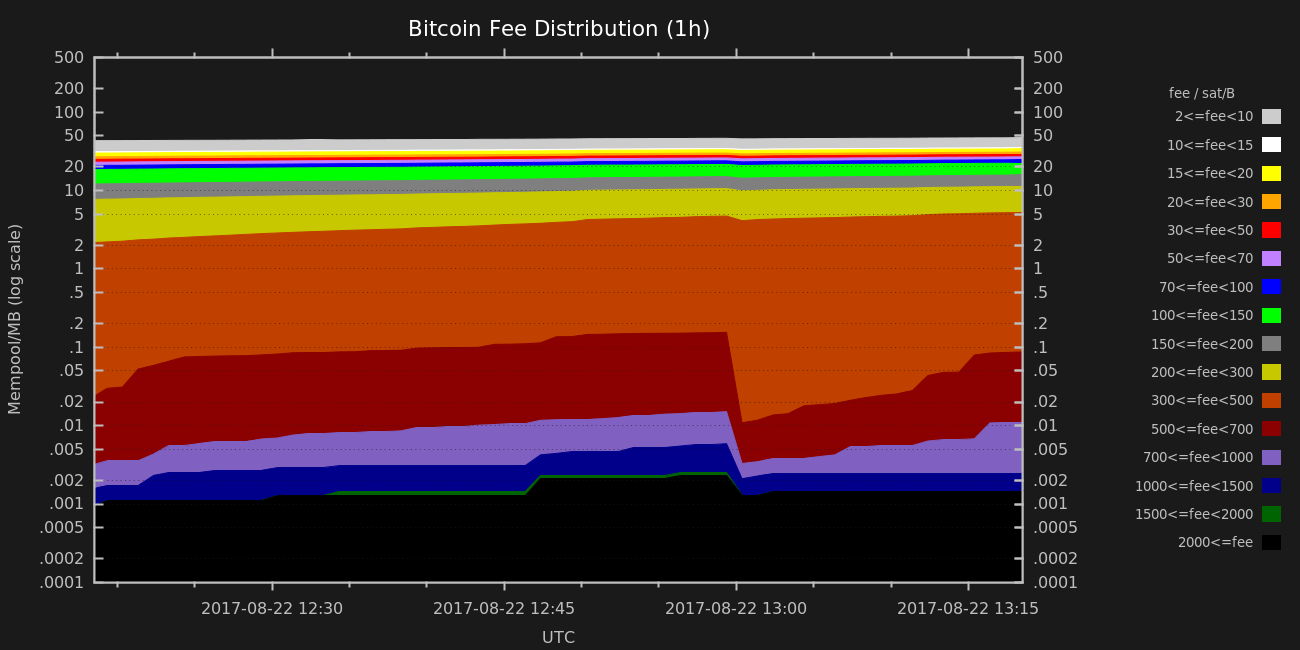 Bitcoin Fee Distribution (1h)
Mempool/MB (log scale)
500
200
100
50
20
10
5
2
1
.5
.2
.1
.05
.02
.01
.005
.002
.001
.0005
.0002
.0001
500
200
100
50
20
10
5
2
1
.5
.2
.1
.05
.02
.01
.005
.002
.001
.0005
.0002
.0001
2017-08-22 12:30
2017-08-22 12:45
2017-08-22 13:00
2017-08-22 13:15
UTC
fee / sat/B
2<=fee<10
10<=fee<15
15<=fee<20
20<=fee<30
30<=fee<50
50<=fee<70
70<=fee<100
100<=fee<150
150<=fee<200
200<=fee<300
300<=fee<500
500<=fee<700
700<=fee<1000
1000<=fee<1500
1500<=fee<2000
2000<=fee